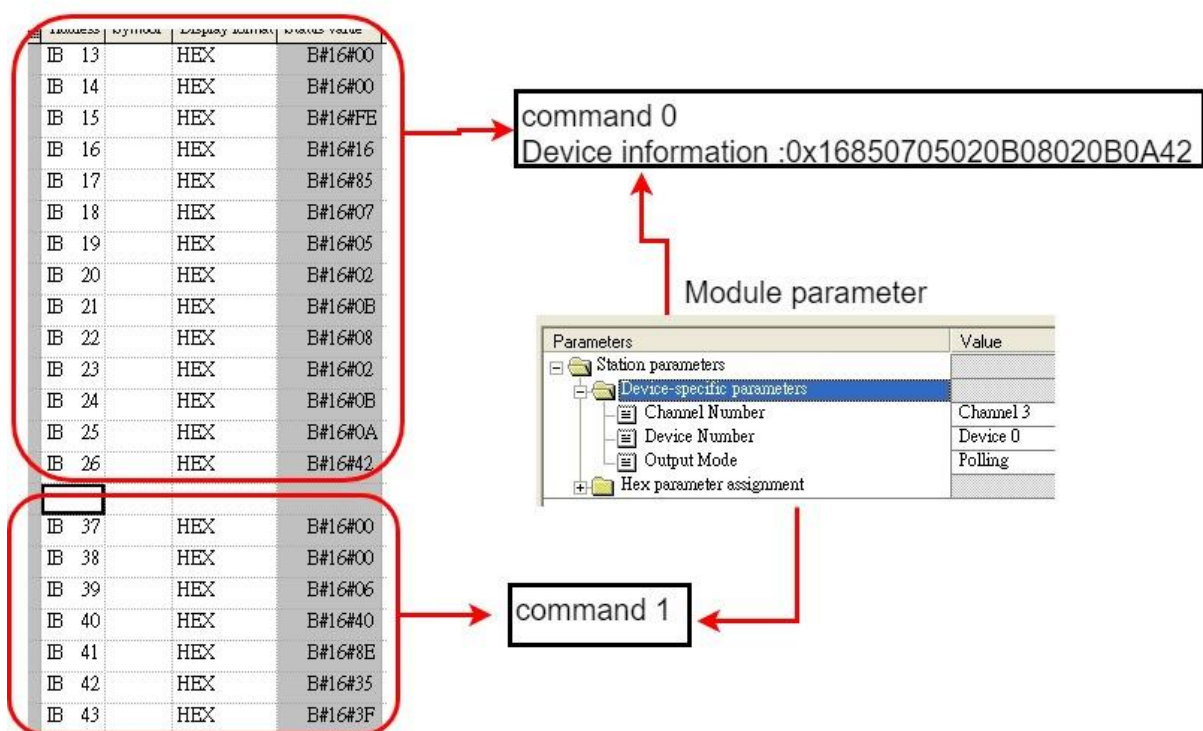 Address Symbol Display format Status value
IB 13 HEX B#16#00
IB 14 HEX B#16#00
IB 15 HEX B#16#FE
IB 16 HEX B#16#16
IB 17 HEX B#16#85
IB 18 HEX B#16#07
IB 19 HEX B#16#05
IB 20 HEX B#16#02
IB 21 HEX B#16#0B
IB 22 HEX B#16#08
IB 23 HEX B#16#02
IB 24 HEX B#16#0B
IB 25 HEX B#16#0A
IB 26 HEX B#16#42
IB 37 HEX B#16#00
IB 38 HEX B#16#00
IB 39 HEX B#16#06
IB 40 HEX B#16#40
IB 41 HEX B#16#8E
IB 42 HEX B#16#35
IB 43 HEX B#16#3F
command 0
Device information :0x16850705020B08020B0A42
Module parameter
Parameters Value
Station parameters
Device-specific parameters
Channel Number Channel 3
Device Number Device 0
Output Mode Polling
Hex parameter assignment
command 1